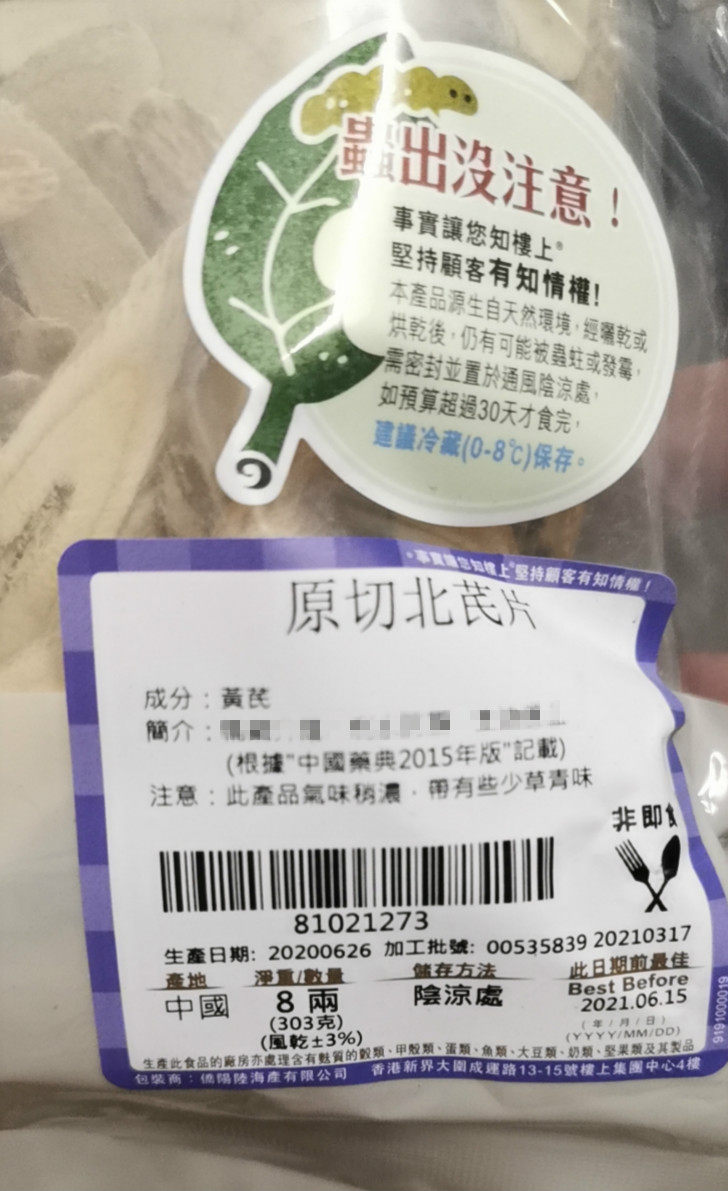 蟲出沒注意！
事實讓您知樓上®
堅持顧客有知情權！
本產品源生自天然環境，經曬乾或
烘乾後，仍有可能被蟲蛀或發霉，
需密封並置於通風陰涼處，
如預算超過30天才食完，
建議冷藏(0-8℃)保存。
事實讓您知樓上®堅持顧客有知情權！
原切北芪片
成分：黃芪
簡介：
(根據"中國藥典2015年版"記載)
注意：此產品氣味稍濃，帶有些少草青味
非即食
81021273
生產日期: 20200626 加工批號: 00535839 20210317
產地 淨重/數量 儲存方法 此日期前最佳
Best Before
中國 8 兩 陰涼處 2021.06.15
(303克) (年/月/日)
(風乾±3%) (YYYY/MM/DD)
生產此食品的廠房亦處理含有麩質的穀類、甲殼類、蛋類、魚類、大豆類、奶類、堅果類及其製品
包裝商：僑陽陸海產有限公司 香港新界大圍成運路13-15號樓上集團中心4樓
9191000019